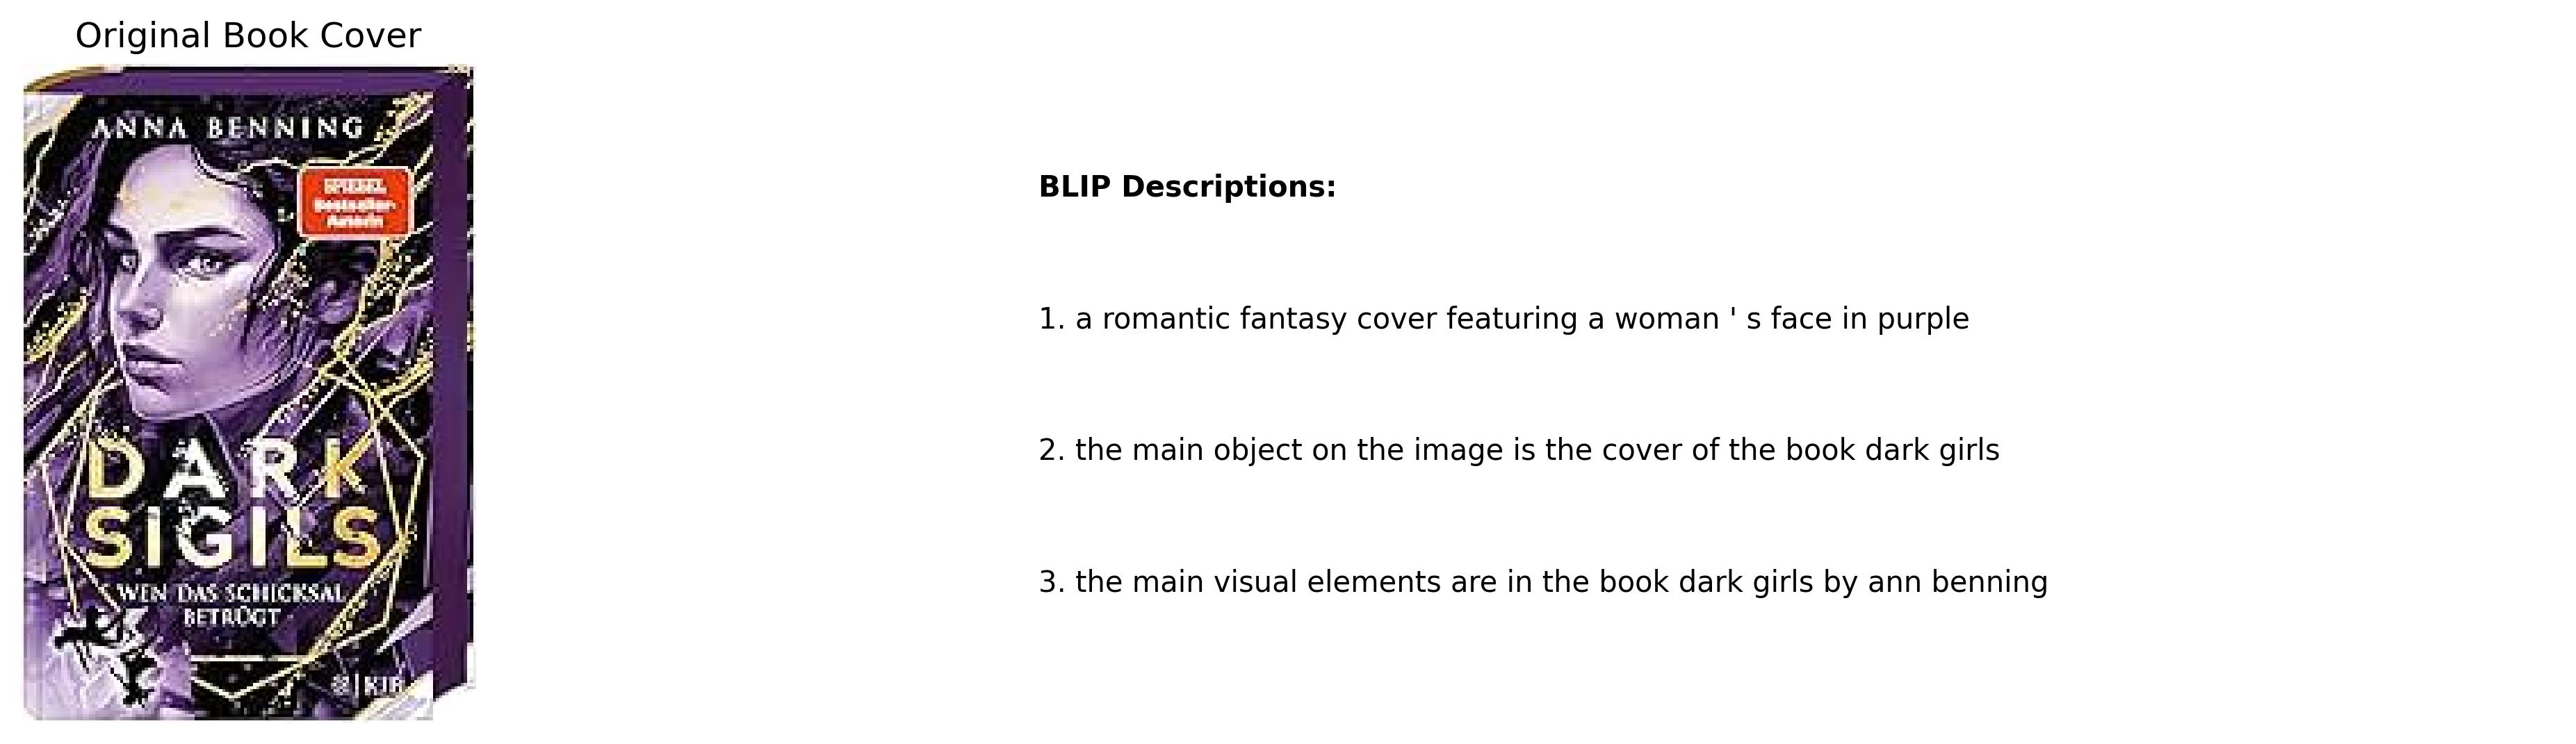 Original Book Cover
ANNA BENNING
SPIEGEL
Bestseller-
Autorin
DARK
SIGILS
WEN DAS SCHICKSAL
BETRÜGT
KJB
BLIP Descriptions:
1. a romantic fantasy cover featuring a woman ' s face in purple
2. the main object on the image is the cover of the book dark girls
3. the main visual elements are in the book dark girls by ann benning